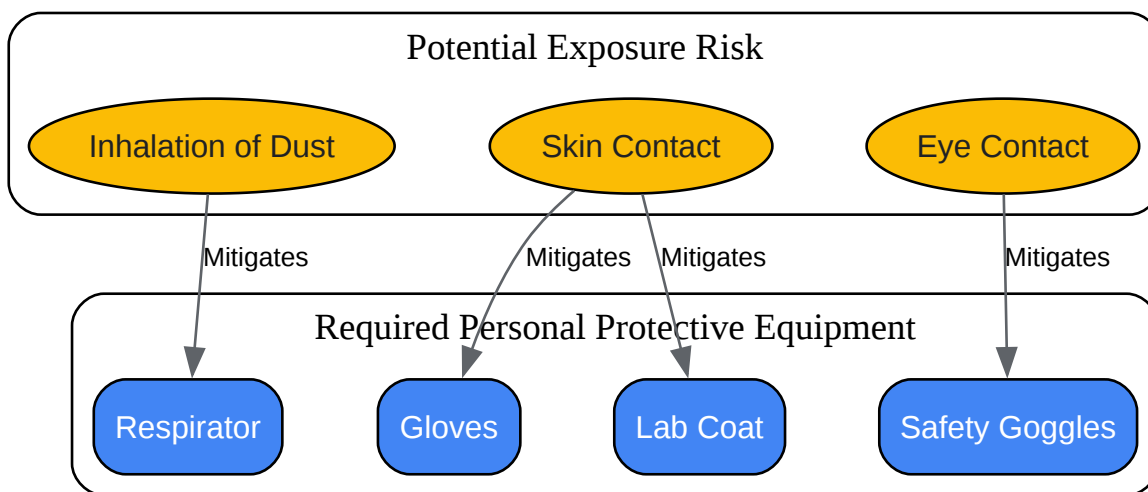 Potential Exposure Risk
Inhalation of Dust
Skin Contact
Eye Contact
Mitigates
Mitigates
Mitigates
Mitigates
Required Personal Protective Equipment
Respirator
Gloves
Lab Coat
Safety Goggles